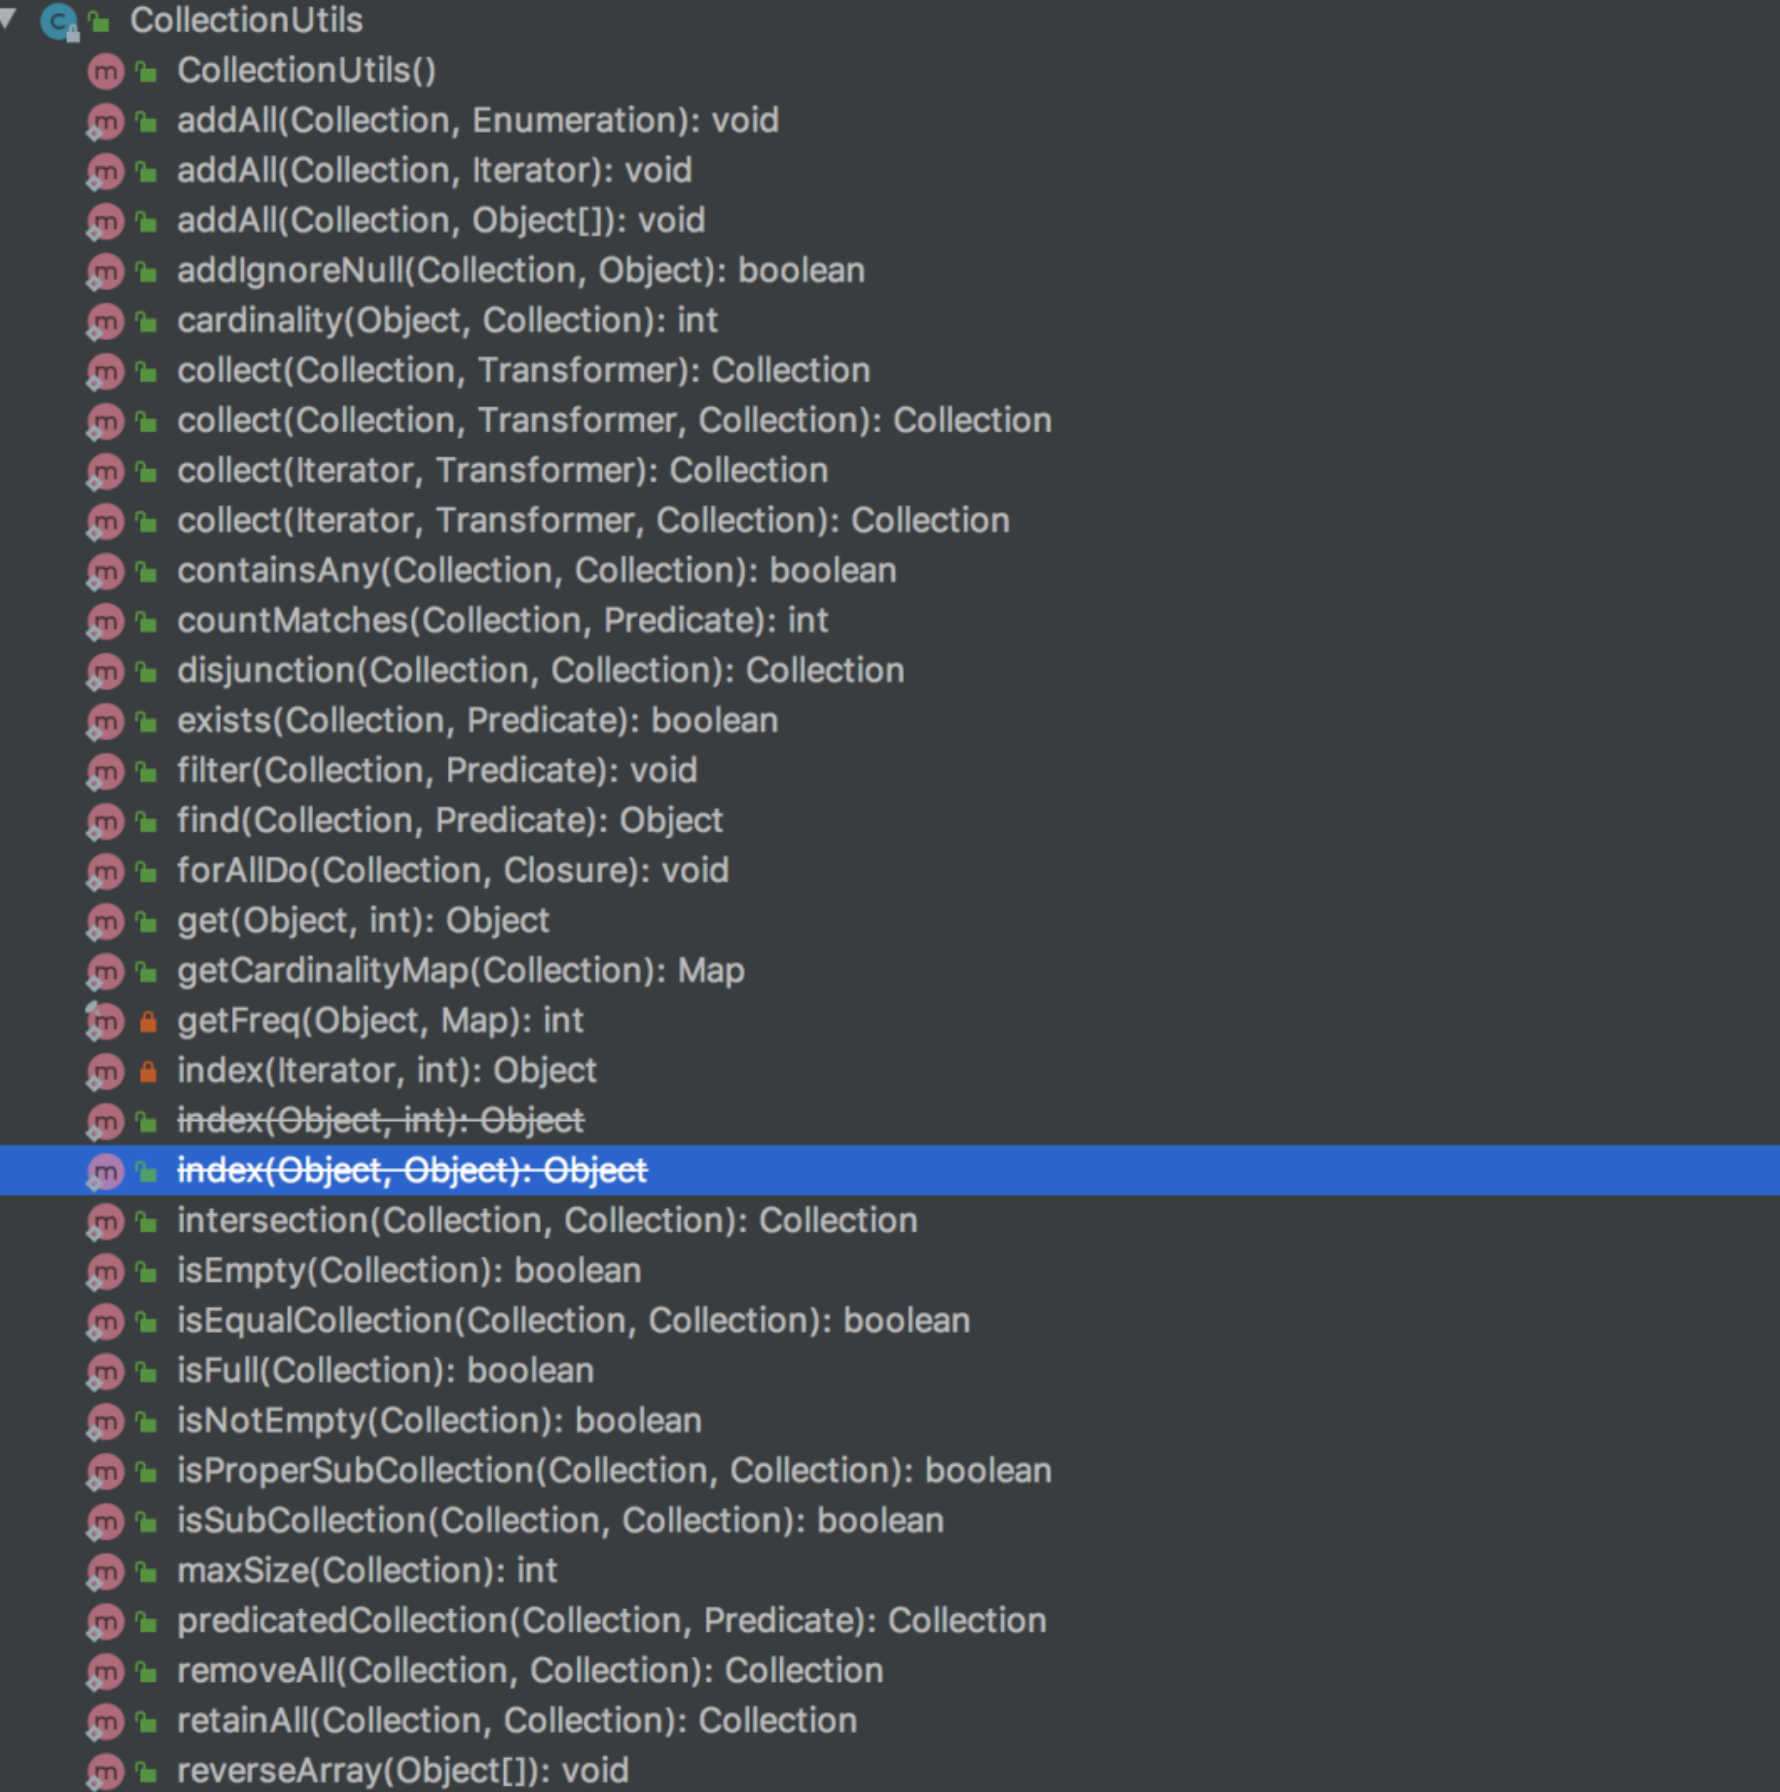 CollectionUtils
CollectionUtils()
addAll(Collection, Enumeration): void
addAll(Collection, Iterator): void
addAll(Collection, Object[]): void
addIgnoreNull(Collection, Object): boolean
cardinality(Object, Collection): int
collect(Collection, Transformer): Collection
collect(Collection, Transformer, Collection): Collection
collect(Iterator, Transformer): Collection
collect(Iterator, Transformer, Collection): Collection
containsAny(Collection, Collection): boolean
countMatches(Collection, Predicate): int
disjunction(Collection, Collection): Collection
exists(Collection, Predicate): boolean
filter(Collection, Predicate): void
find(Collection, Predicate): Object
forAllDo(Collection, Closure): void
get(Object, int): Object
getCardinalityMap(Collection): Map
getFreq(Object, Map): int
index(Iterator, int): Object
index(Object, int): Object
index(Object, Object): Object
intersection(Collection, Collection): Collection
isEmpty(Collection): boolean
isEqualCollection(Collection, Collection): boolean
isFull(Collection): boolean
isNotEmpty(Collection): boolean
isProperSubCollection(Collection, Collection): boolean
isSubCollection(Collection, Collection): boolean
maxSize(Collection): int
predicatedCollection(Collection, Predicate): Collection
removeAll(Collection, Collection): Collection
retainAll(Collection, Collection): Collection
reverseArray(Object[]): void